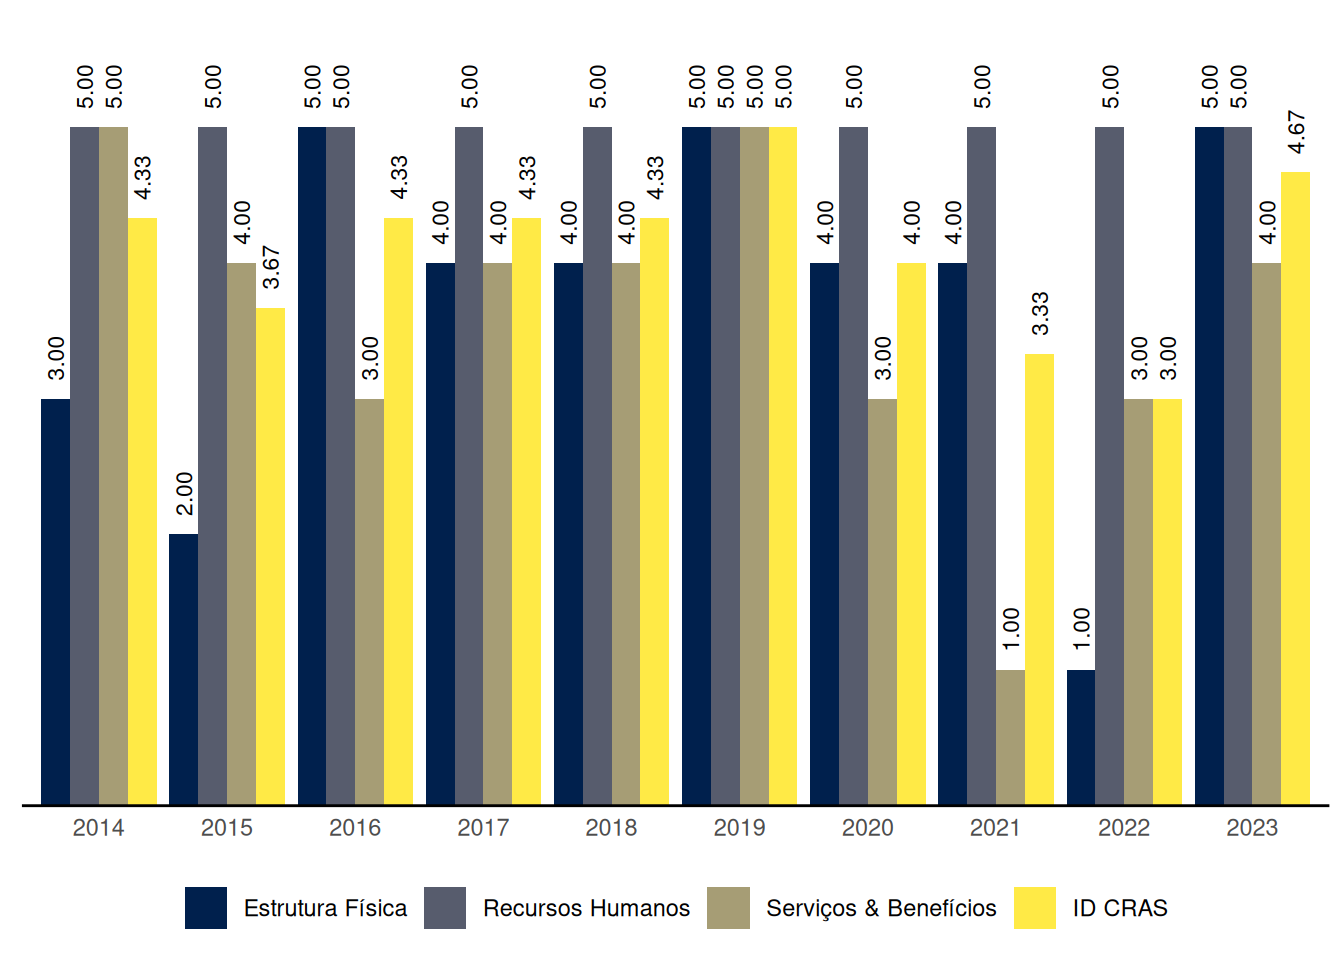 5.00 5.00 5.00 5.00 5.00 5.00 5.00 5.00 5.00 5.00 5.00 5.00 5.00 5.00 5.00 5.00
4.67
4.33 4.33 4.33 4.33
4.00 4.00 4.00 4.00 4.00 4.00 4.00 4.00 4.00
3.67
3.33
3.00 3.00 3.00 3.00 3.00
2.00
1.00 1.00
2014 2015 2016 2017 2018 2019 2020 2021 2022 2023
Estrutura Física Recursos Humanos Serviços & Benefícios ID CRAS